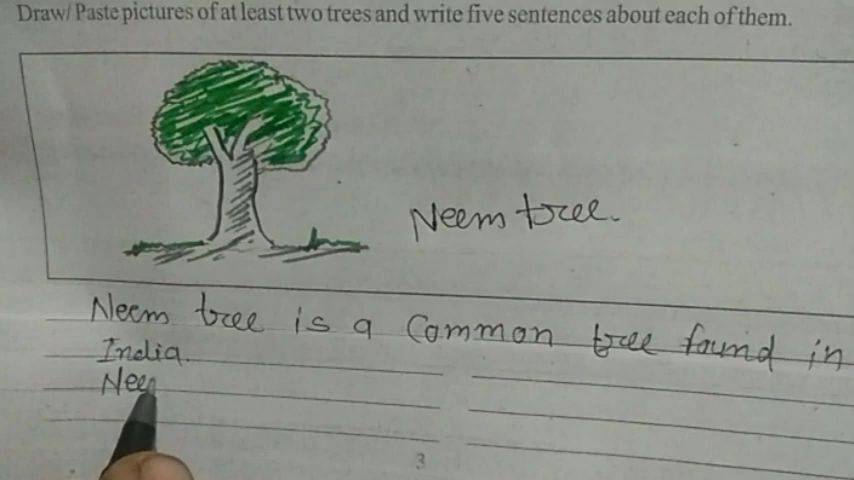 Draw/ Paste pictures of at least two trees and write five sentences about each of them.
Neem tree.
Neem tree is a Common tree found in
India.
Neem
3